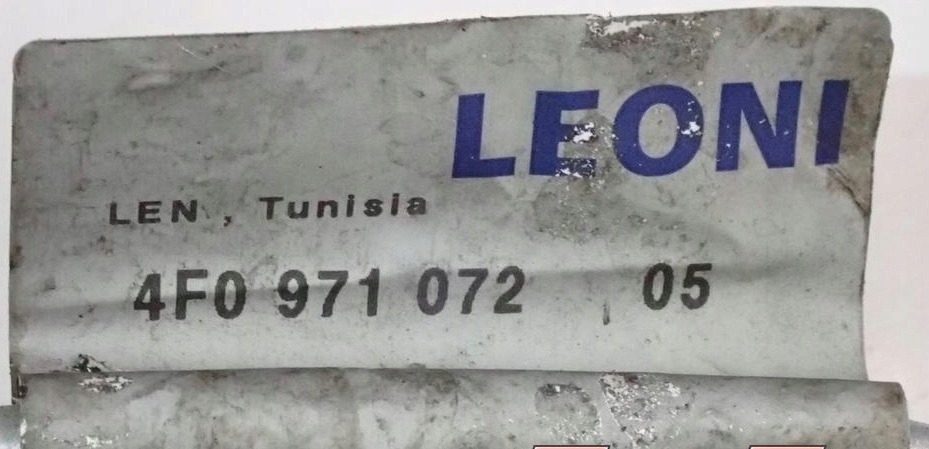 LEONI
LEN , Tunisia
4F0 971 072 05